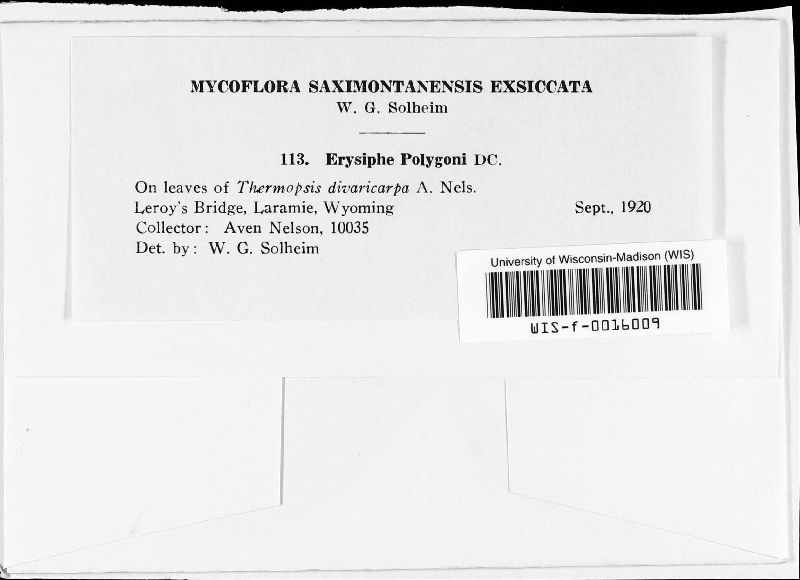 MYCOFLORA SAXIMONTANENSIS EXSICCATA
W. G. Solheim
113. Erysiphe Polygoni DC.
On leaves of Thermopsis divaricarpa A. Nels.
Leroy's Bridge, Laramie, Wyoming Sept., 1920
Collector: Aven Nelson, 10035
Det. by: W. G. Solheim
University of Wisconsin-Madison (WIS)
WIS-f-0016009